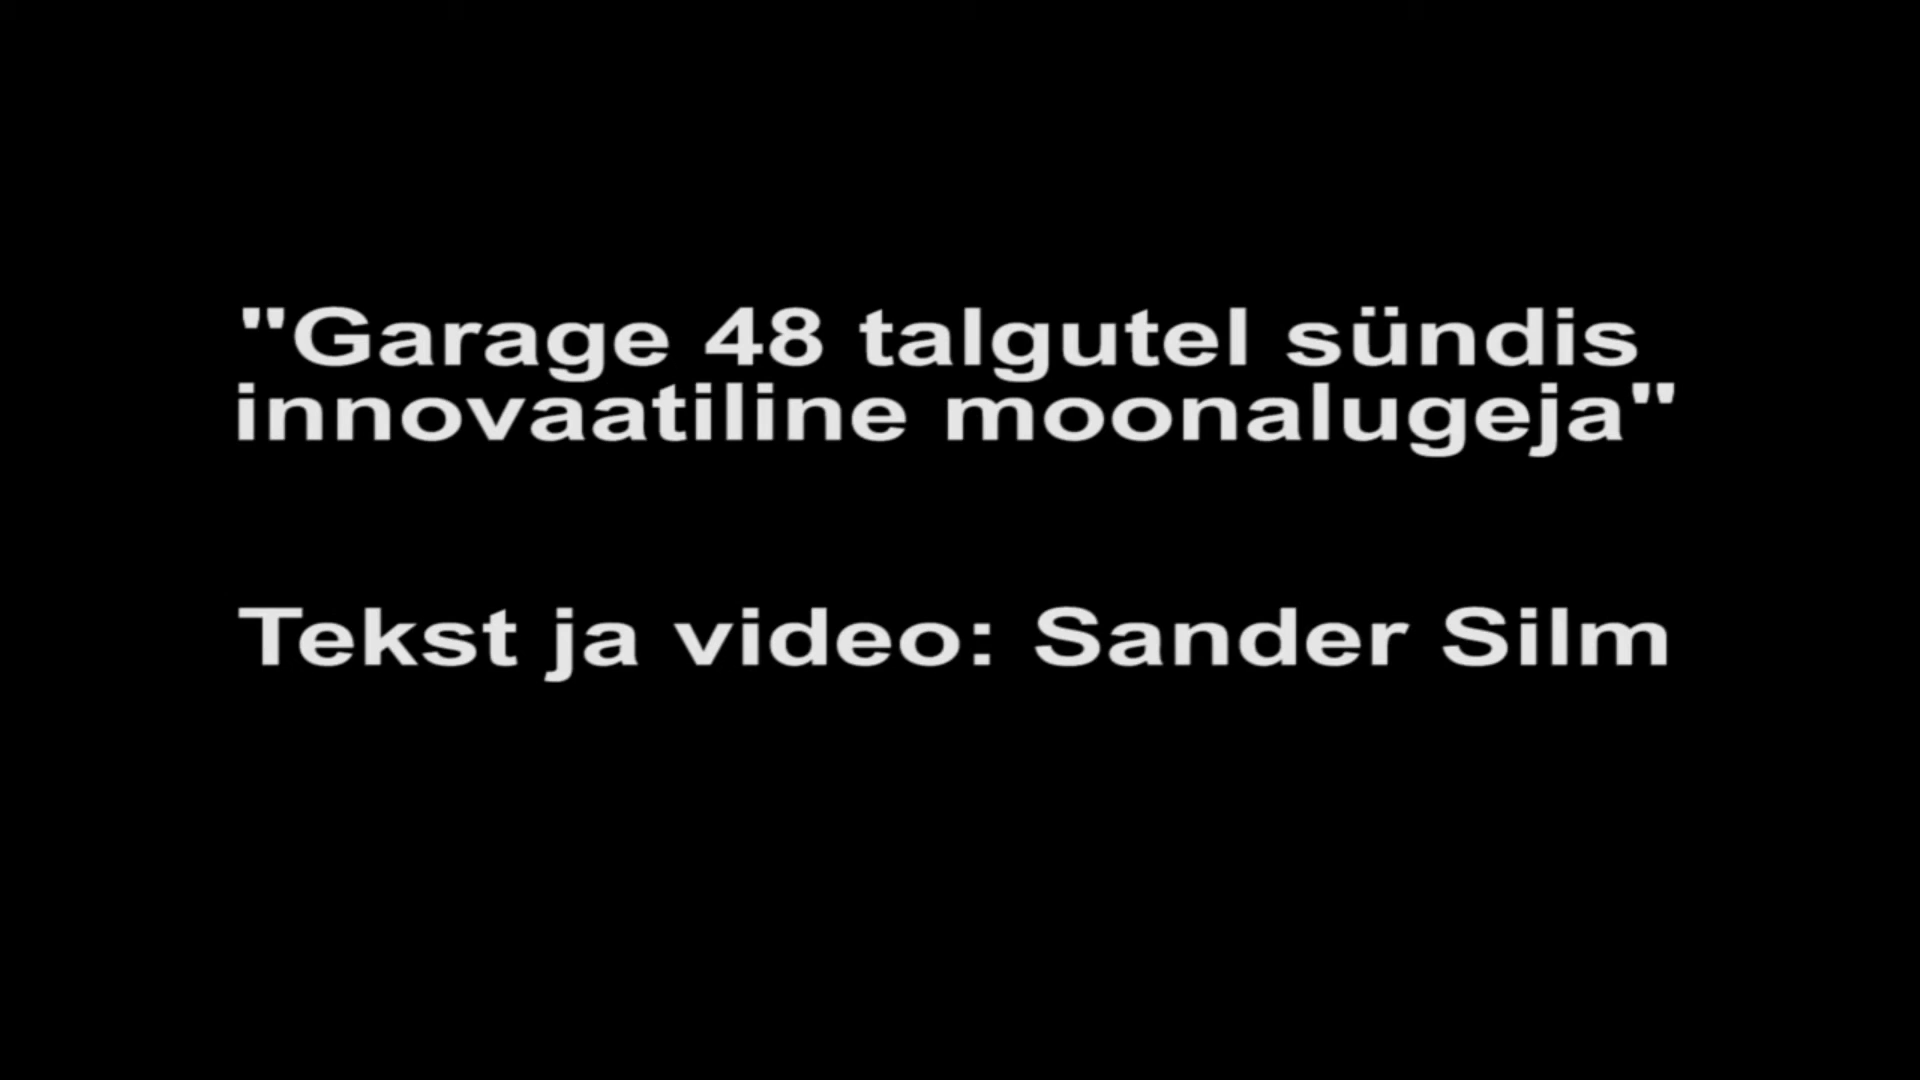 "Garage 48 talgutel sündis
innovaatiline moonalugeja"
Tekst ja video: Sander Silm